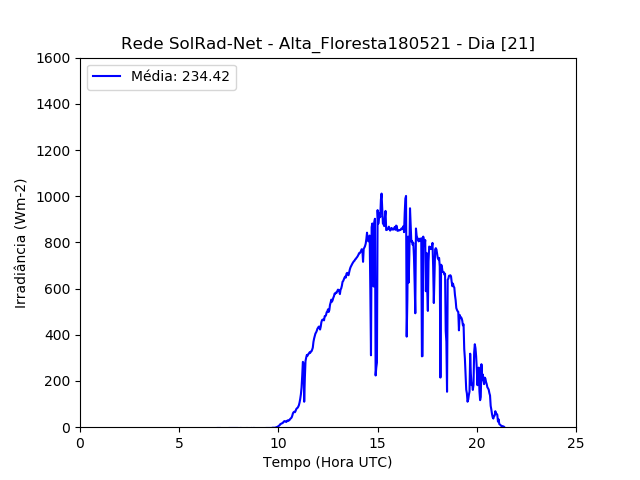 Rede SolRad-Net - Alta_Floresta180521 - Dia [21]
Média: 234.42
Irradiância (Wm-2)
1600
1400
1200
1000
800
600
400
200
0
0 5 10 15 20 25
Tempo (Hora UTC)